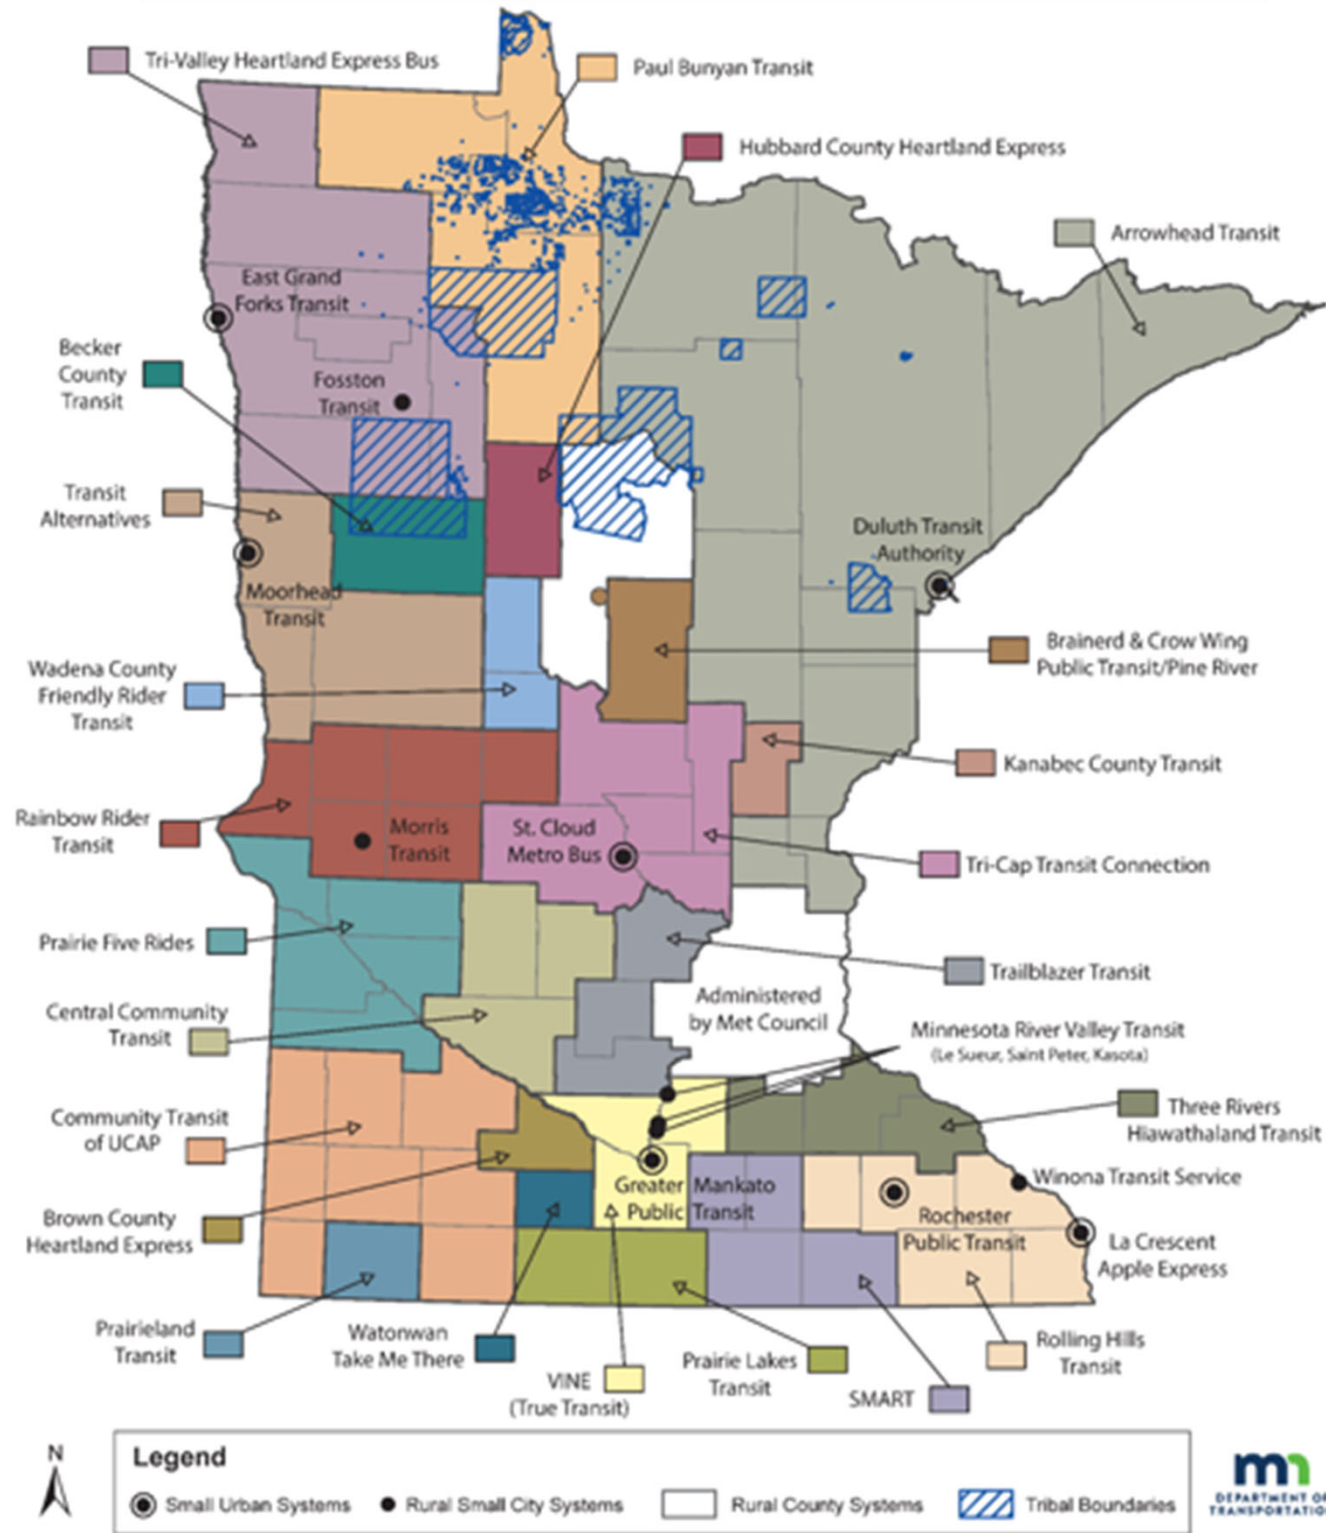 Tri-Valley Heartland Express Bus
Paul Bunyan Transit
Hubbard County Heartland Express
Arrowhead Transit
East Grand
Forks Transit
Becker
County
Transit
Fosston
Transit
Transit
Alternatives
Duluth Transit
Authority
Moorhead
Transit
Brainerd & Crow Wing
Public Transit/Pine River
Wadena County
Friendly Rider
Transit
Kanabec County Transit
Rainbow Rider
Transit
Morris
Transit
St. Cloud
Metro Bus
Tri-Cap Transit Connection
Prairie Five Rides
Trailblazer Transit
Administered
by Met Council
Central Community
Transit
Minnesota River Valley Transit
(Le Sueur, Saint Peter, Kasota)
Community Transit
of UCAP
Three Rivers
Hiawathaland Transit
Winona Transit Service
Greater Mankato
Public Transit
Rochester
Public Transit
Brown County
Heartland Express
La Crescent
Apple Express
Prairieland
Transit
Watonwan
Take Me There
VINE
(True Transit)
Prairie Lakes
Transit
SMART
Rolling Hills
Transit
N
Legend
Small Urban Systems
Rural Small City Systems
Rural County Systems
Tribal Boundaries
mn
DEPARTMENT OF
TRANSPORTATIO